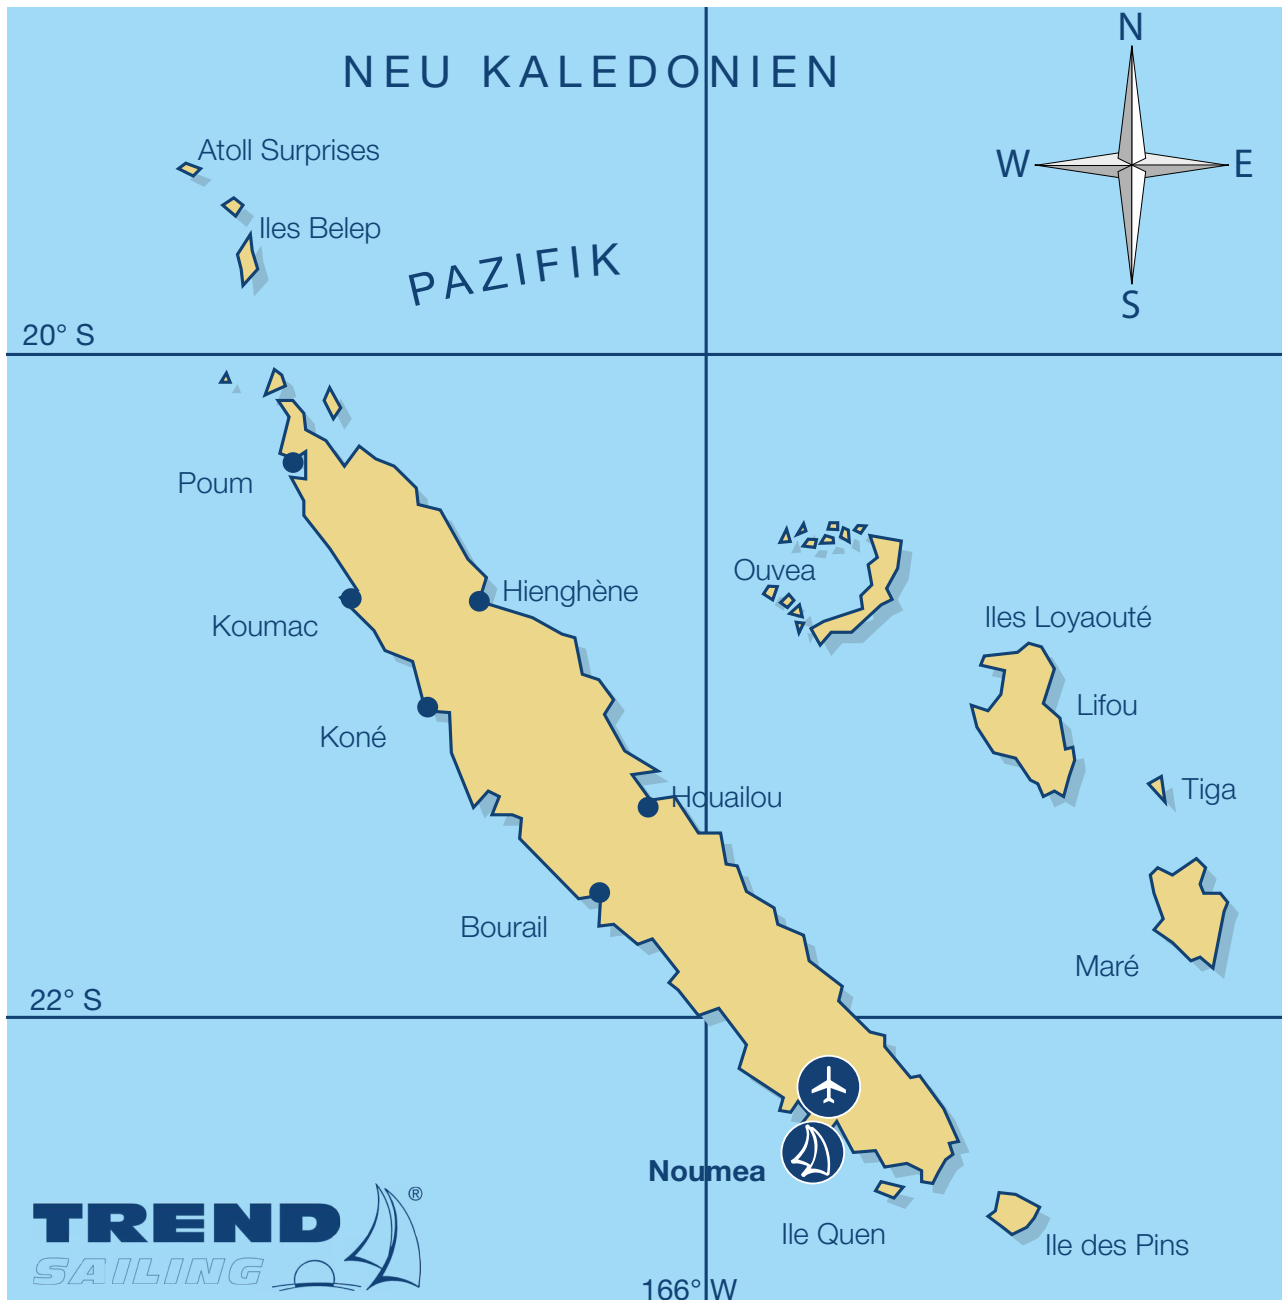 N
NEU KALEDONIEN
Atoll Surprises
W
E
Iles Belep
PAZIFIK
S
20° S
Poum
Ouvea
Hienghène
Iles Loyaouté
Koumac
Lifou
Koné
Tiga
Houailou
Bourail
Maré
22° S
Noumea
TREND ®
SAILING
Ile Quen
Ile des Pins
166° W